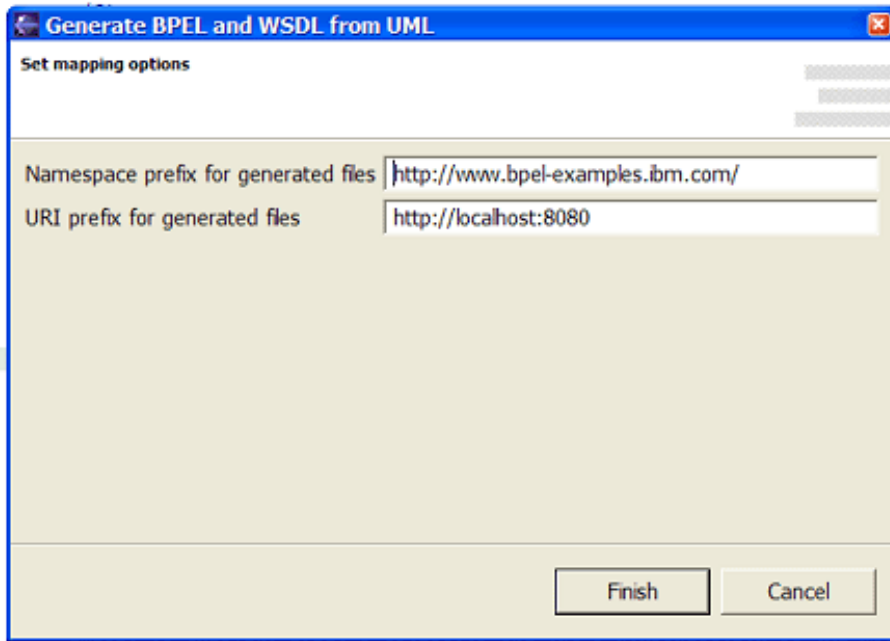 Generate BPEL and WSDL from UML
Set mapping options
Namespace prefix for generated files http://www.bpel-examples.ibm.com/
URI prefix for generated files http://localhost:8080
Finish Cancel